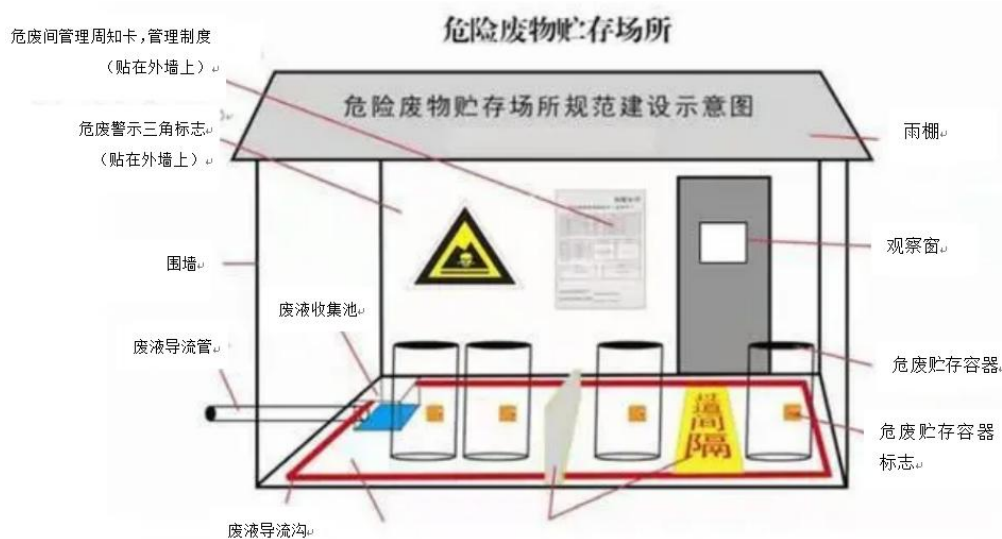 危险废物贮存场所
危废间管理周知卡，管理制度
（贴在外墙上）
危险废物贮存场所规范建设示意图
危废警示三角标志
（贴在外墙上）
雨棚
围墙
观察窗
废液收集池
废液导流管
危废贮存容器
间隔
危废贮存容器
标志
废液导流沟